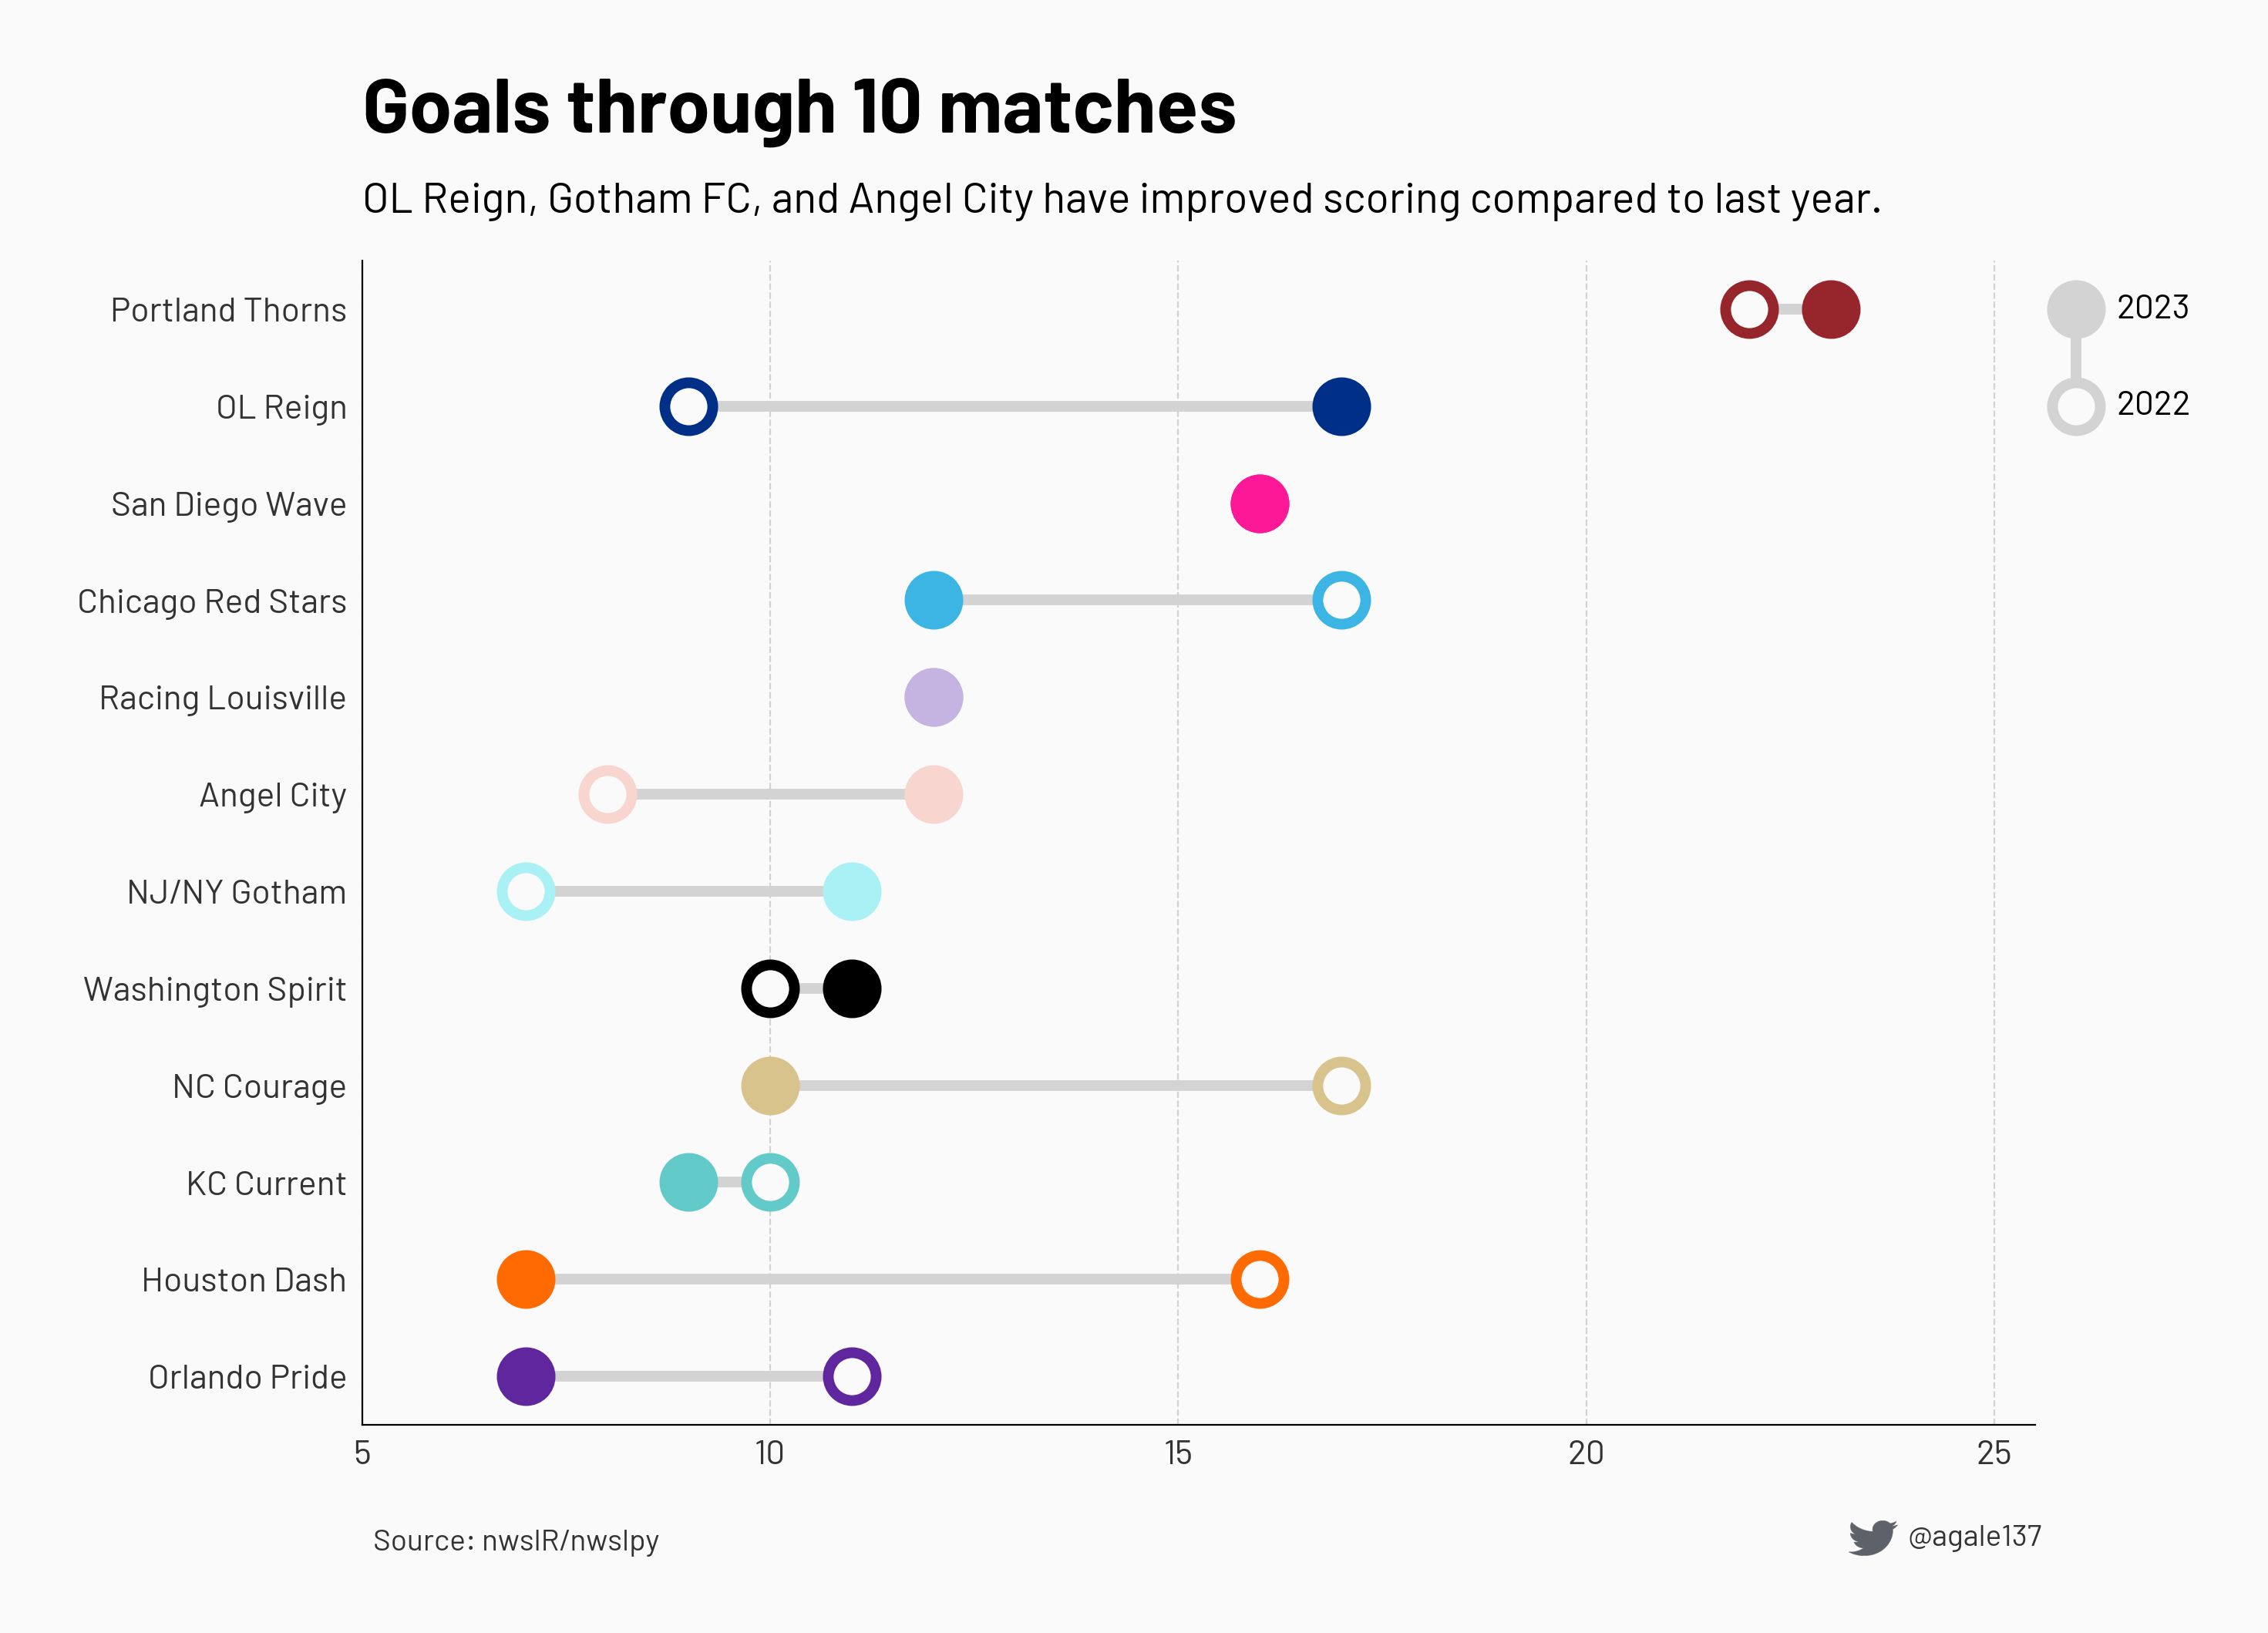 Goals through 10 matches
OL Reign, Gotham FC, and Angel City have improved scoring compared to last year.
Portland Thorns
OL Reign
San Diego Wave
Chicago Red Stars
Racing Louisville
Angel City
NJ/NY Gotham
Washington Spirit
NC Courage
KC Current
Houston Dash
Orlando Pride
2023
2022
5 10 15 20 25
Source: nwslR/nwslpy
@agale137